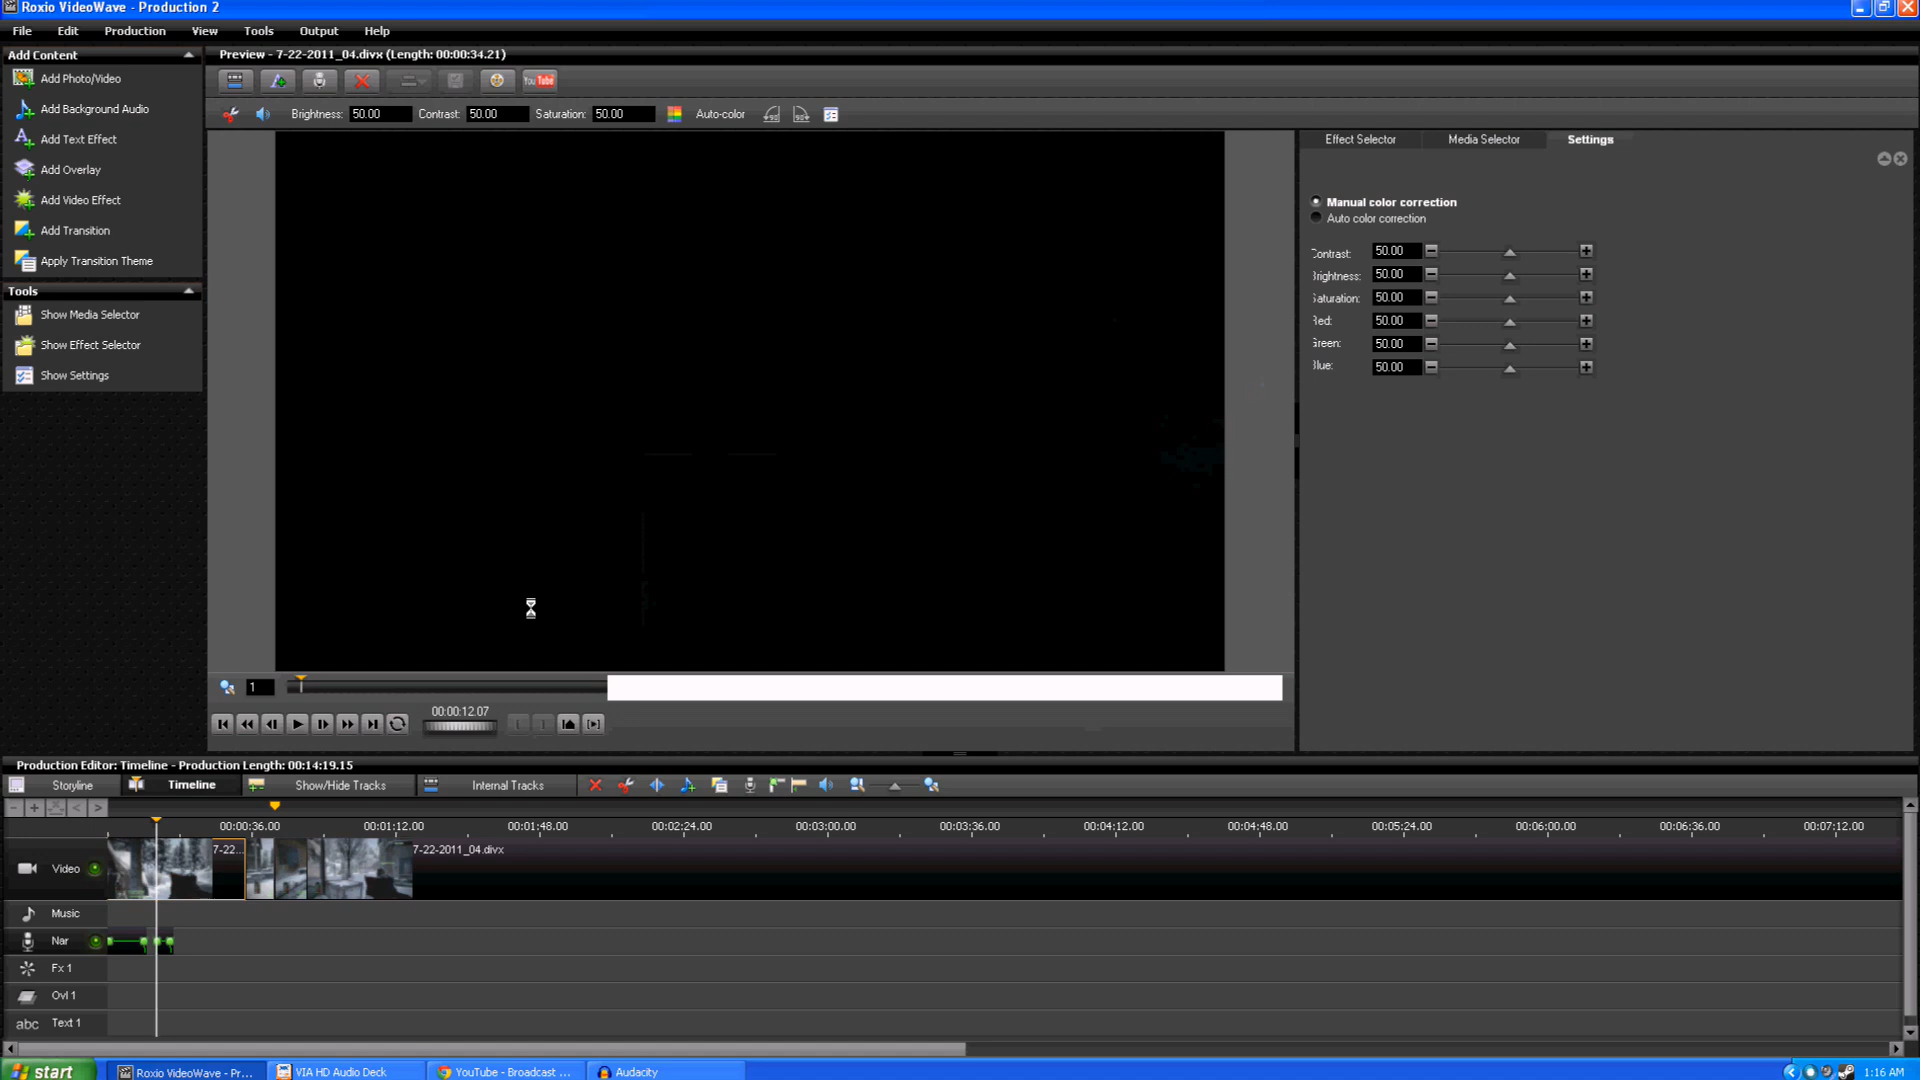 Roxio VideoWave - Production 2
File Edit Production View Tools Output Help
Add Content
Add Photo/Video
Add Background Audio
Add Text Effect
Add Overlay
Add Video Effect
Add Transition
Apply Transition Theme
Tools
Show Media Selector
Show Effect Selector
Show Settings
Preview - 7-22-2011_04.divx (Length: 00:00:34.21)
You Tube
Brightness: 50.00 Contrast: 50.00 Saturation: 50.00 Auto-color
Effect Selector Media Selector Settings
Manual color correction
Auto color correction
Contrast: 50.00
Brightness: 50.00
Saturation: 50.00
Red: 50.00
Green: 50.00
Blue: 50.00
1
00:00:12.07
Production Editor: Timeline - Production Length: 00:14:19.15
Storyline Timeline Show/Hide Tracks Internal Tracks
00:00:36.00 00:01:12.00 00:01:48.00 00:02:24.00 00:03:00.00 00:03:36.00 00:04:12.00 00:04:48.00 00:05:24.00 00:06:00.00 00:06:36.00 00:07:12.00
Video 7-22... 7-22-2011_04.divx
Music
Nar
Fx 1
Ovl 1
abc Text 1
start Roxio VideoWave - Pr... VIA HD Audio Deck YouTube - Broadcast ... Audacity 1:16 AM